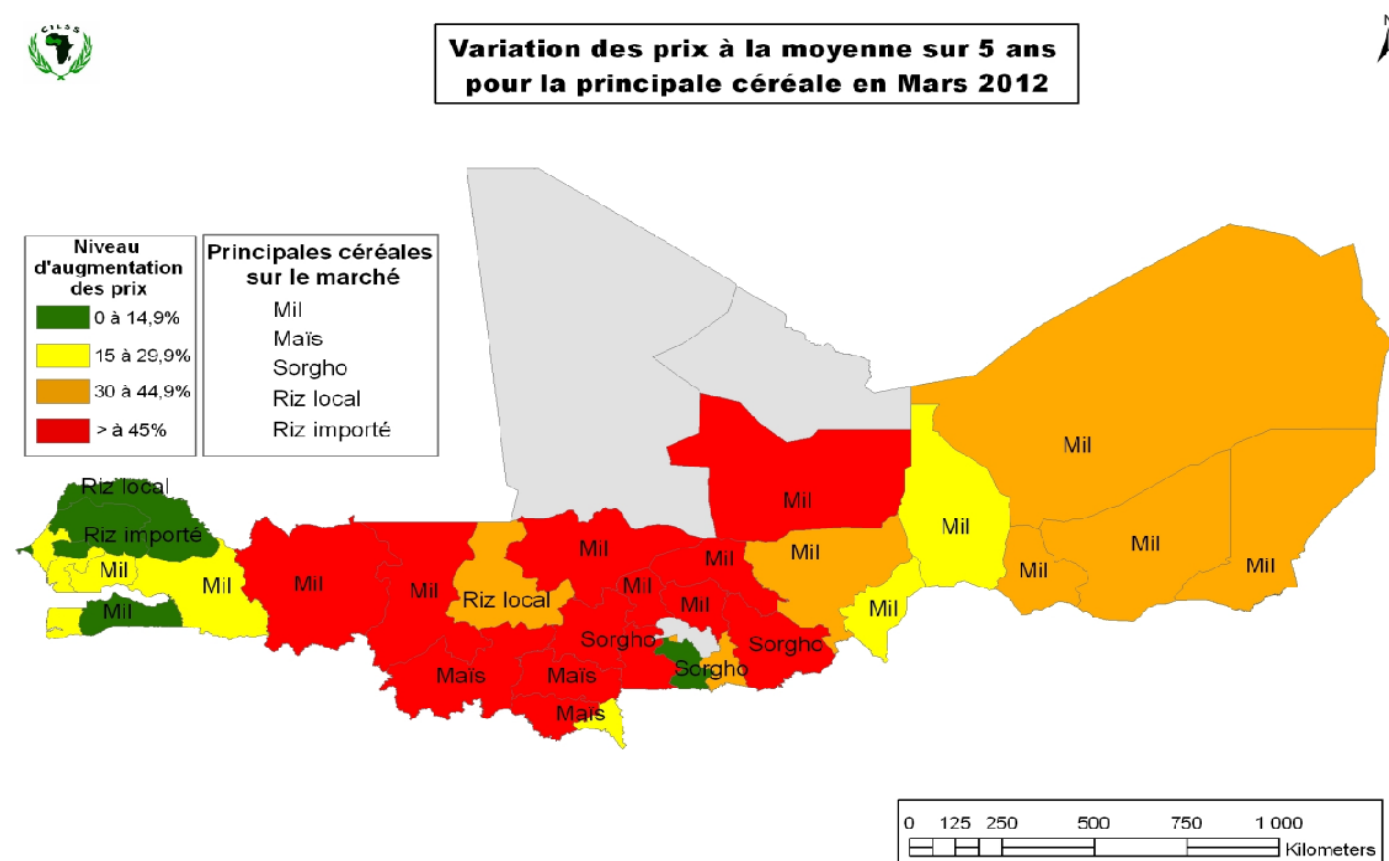 CILSS
Variation des prix à la moyenne sur 5 ans
pour la principale céréale en Mars 2012
N
Niveau
d'augmentation
des prix
0 à 14,9%
15 à 29,9%
30 à 44,9%
> à 45%
Principales céréales
sur le marché
Mil
Maïs
Sorgho
Riz local
Riz importé
Riz local
Riz importé
Mil
Mil
Mil
Mil
Mil
Riz local
Mil
Mil
Mil
Mil
Mil
Mil
Mil
Mil
Mil
Mil
Mil
Mil
Sorgho
Sorgho
Sorgho
Maïs
Maïs
Maïs
0 125 250 500 750 1 000
Kilometers